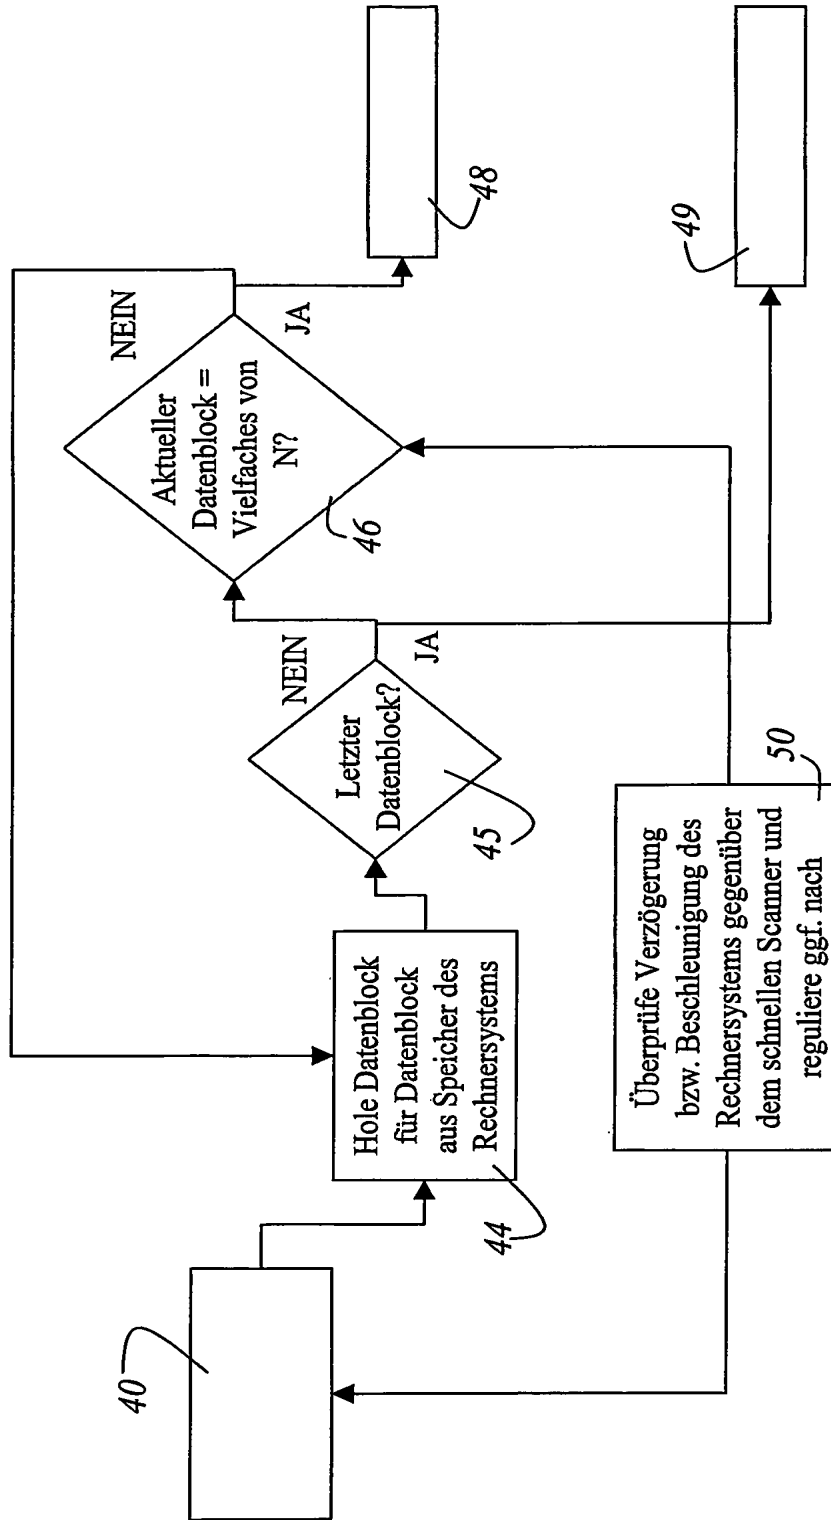 40
Hole Datenblock
für Datenblock
aus Speicher des
Rechnersystems
44
Letzter
Datenblock?
45
NEIN
JA
Aktueller
Datenblock =
Vielfaches von
N?
46
NEIN
JA
48
49
Überprüfe Verzögerung
bzw. Beschleunigung des
Rechnersystems gegenüber
dem schnellen Scanner und
reguliere ggf. nach
50